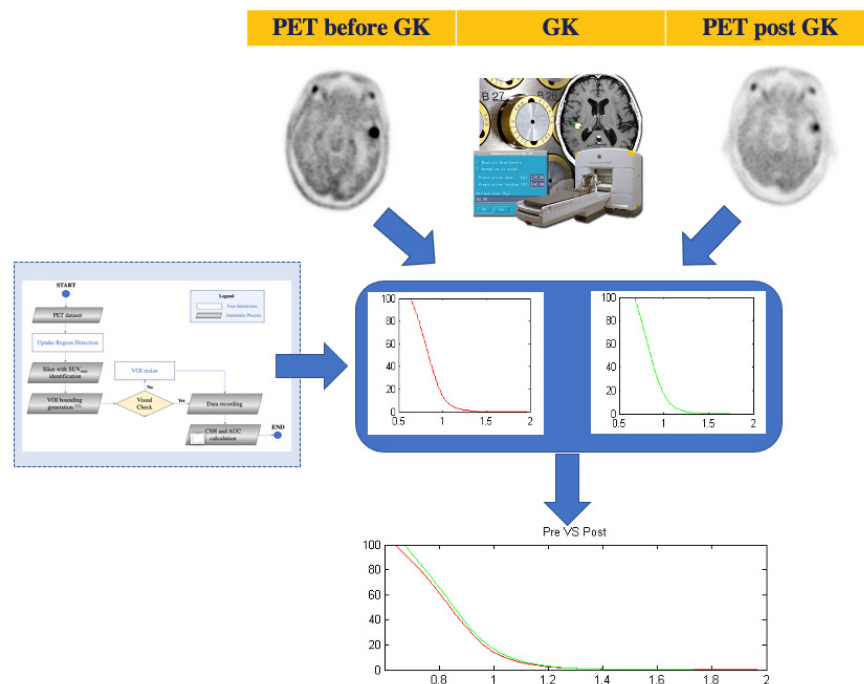 PET before GK
GK
PET post GK
B 27
START
PET dataset
Uptake Region Detection
Slice with SUVmax
identification
VOI bounding
generation
VOI resize
No
Visual
Check
Yes
Data recording
CSH and AUC
calculation
END
Legend
User Interaction
Automatic Process
100
80
60
40
20
0
0.5
1
1.5
2
100
80
60
40
20
0
0.5
1
1.5
2
Pre VS Post
100
80
60
40
20
0
0.8
1
1.2
1.4
1.6
1.8
2